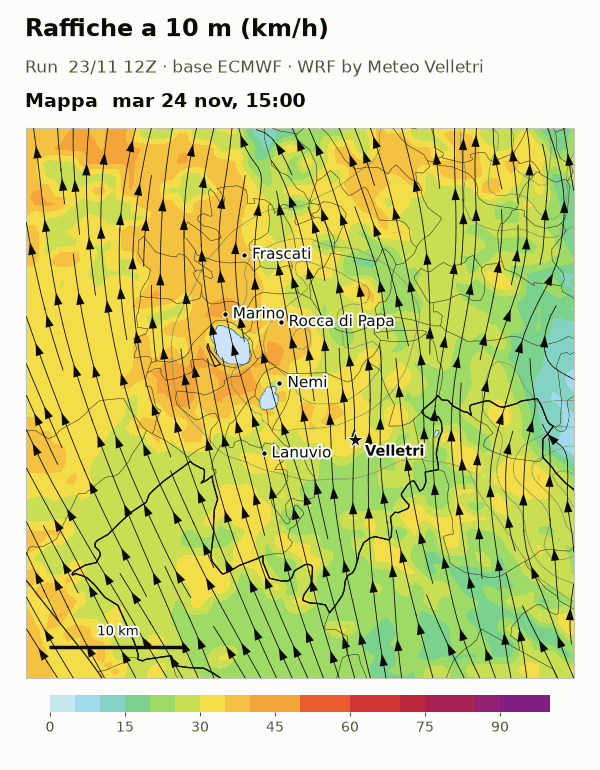 Raffiche a 10 m (km/h)
Run  23/11 12Z · base ECMWF · WRF by Meteo Velletri
Mappa  mar 24 nov, 15:00
Frascati
Marino
Rocca di Papa
Nemi
Velletri
Lanuvio
10 km
0 15 30 45 60 75 90